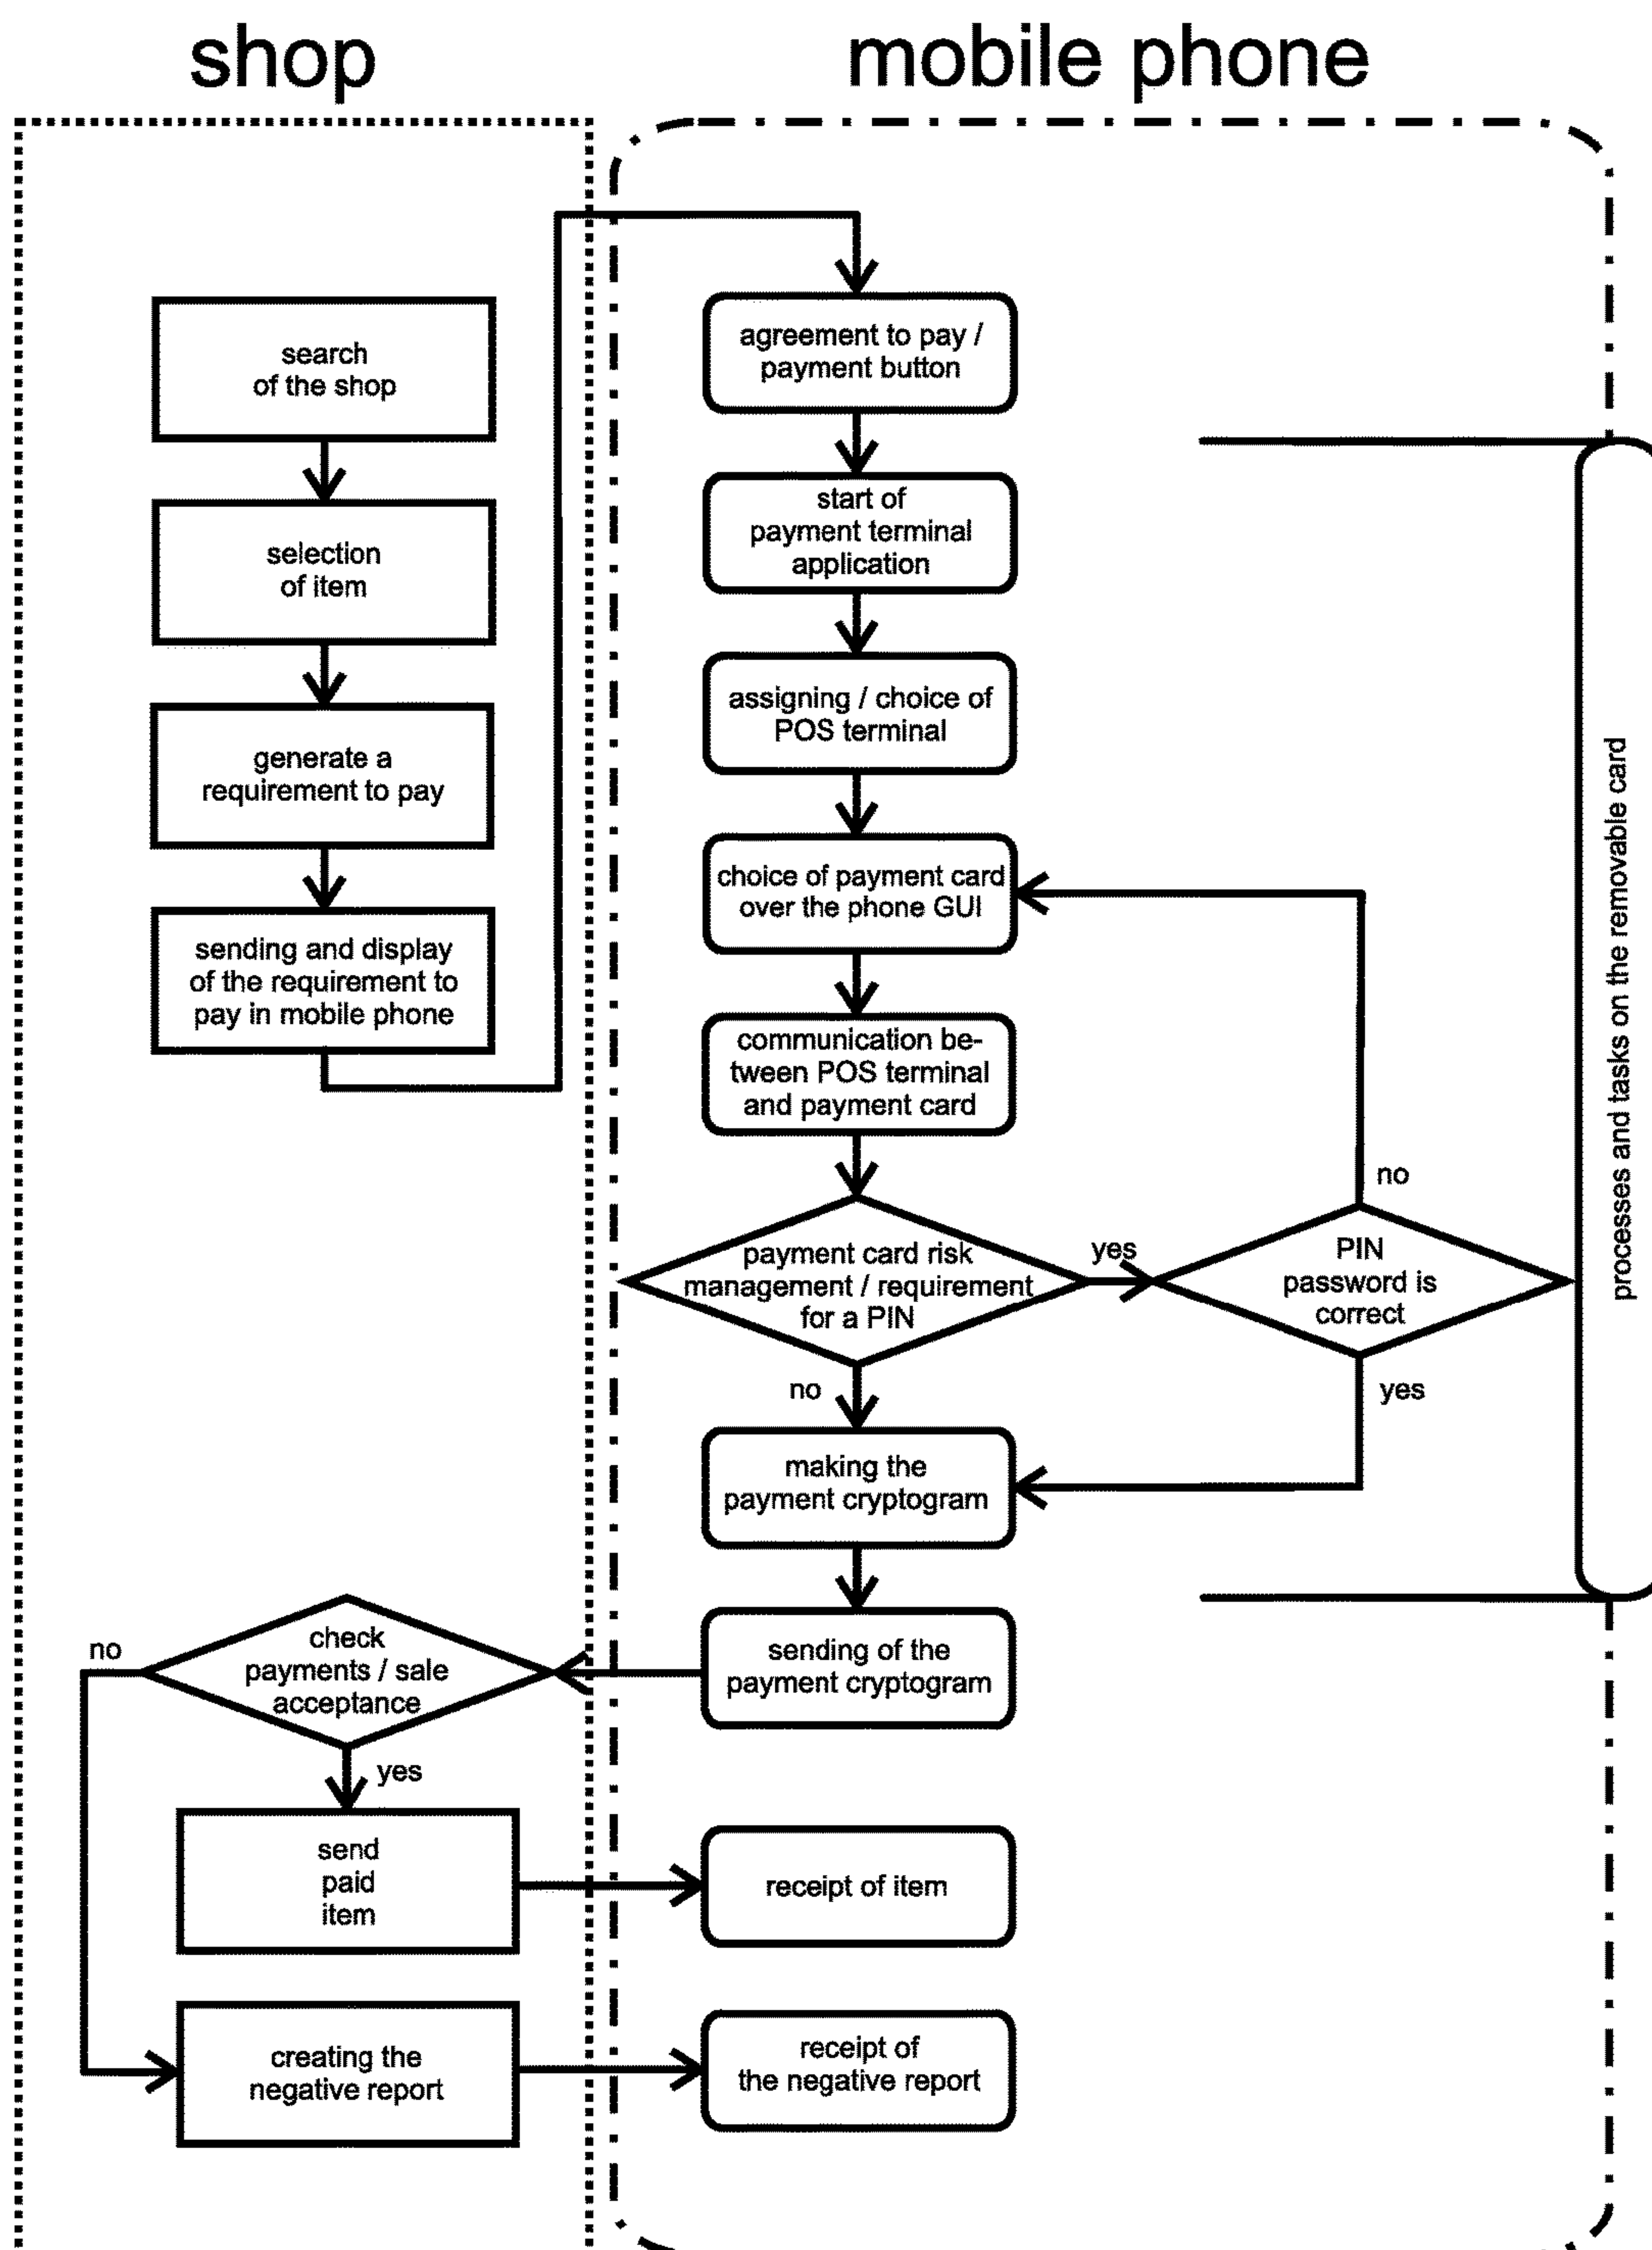 shop
mobile phone
search
of the shop
selection
of item
generate a
requirement to pay
sending and display
of the requirement to
pay in mobile phone
agreement to pay /
payment button
start of
payment terminal
application
assigning / choice of
POS terminal
choice of payment card
over the phone GUI
communication be-
tween POS terminal
and payment card
payment card risk
management / requirement
for a PIN
yes
no
PIN
password is
correct
no
yes
processes and tasks on the removable card
making the
payment cryptogram
sending of the
payment cryptogram
check
payments / sale
acceptance
no
yes
send
paid
item
receipt of item
creating the
negative report
receipt of
the negative report